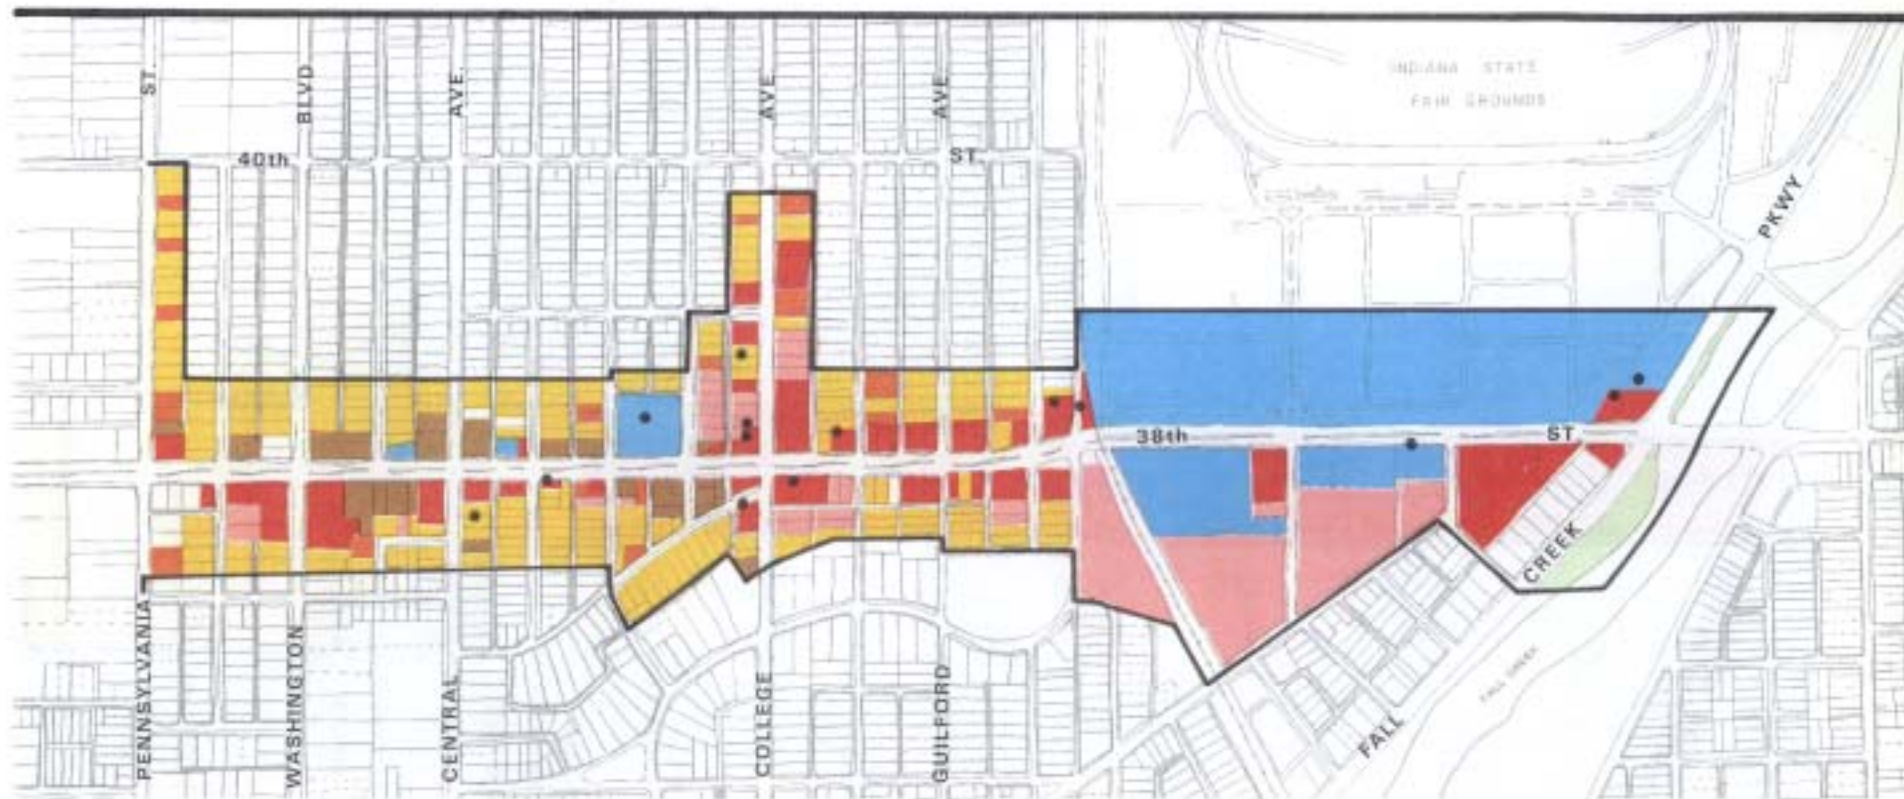 ST.
BLVD
AVE.
AVE
AVE
INDIANA STATE
FAIR GROUNDS
40th
ST.
PKWY
38th
ST
CREEK
PENNSYLVANIA
WASHINGTON
CENTRAL
COLLEGE
GUILFORD
FALL
FALL CREEK